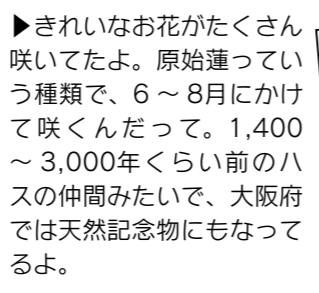 ▶きれいなお花がたくさん
咲いてたよ。原始蓮ってい
う種類で、6～8月にかけ
て咲くんだって。1,400
～3,000年くらい前のハ
スの仲間みたいで、大阪府
では天然記念物にもなって
るよ。